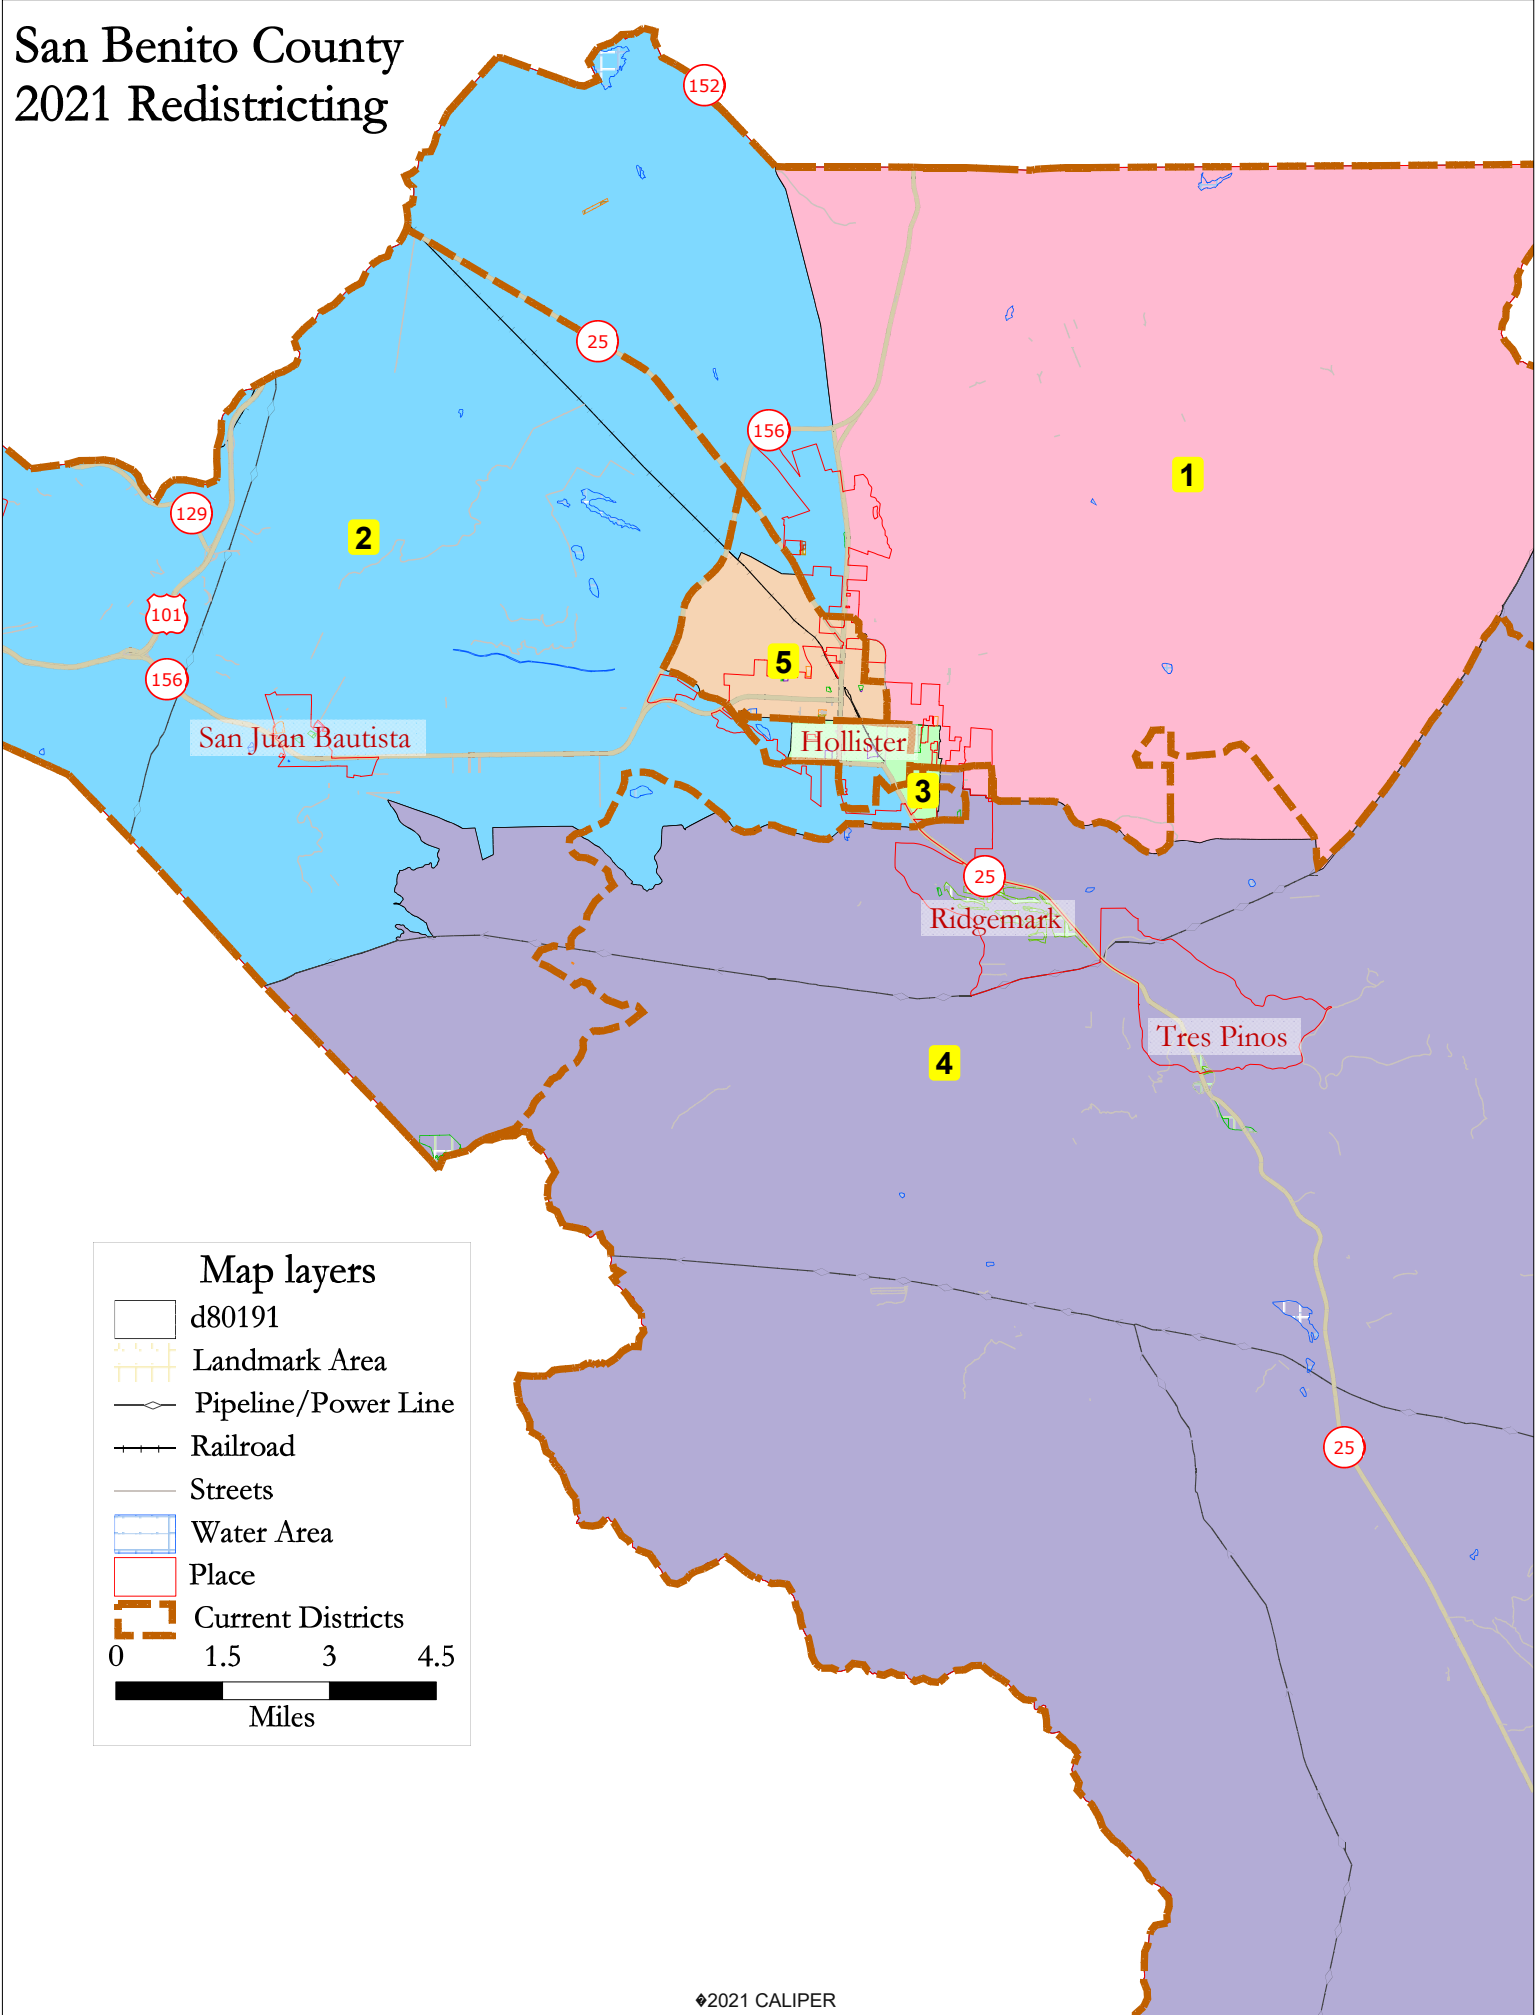 San Benito County
2021 Redistricting
152
25
156
1
129
2
101
5
156
San Juan Bautista
Hollister
3
25
Ridgemark
Tres Pinos
4
Map layers
d80191
Landmark Area
Pipeline/Power Line
Railroad
Streets
Water Area
Place
Current Districts
0 1.5 3 4.5
Miles
25
�2021 CALIPER